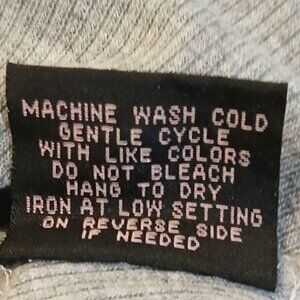 MACHINE WASH COLD
GENTLE CYCLE
WITH LIKE COLORS
DO NOT BLEACH
HANG TO DRY
IRON AT LOW SETTING
ON REVERSE SIDE
IF NEEDED